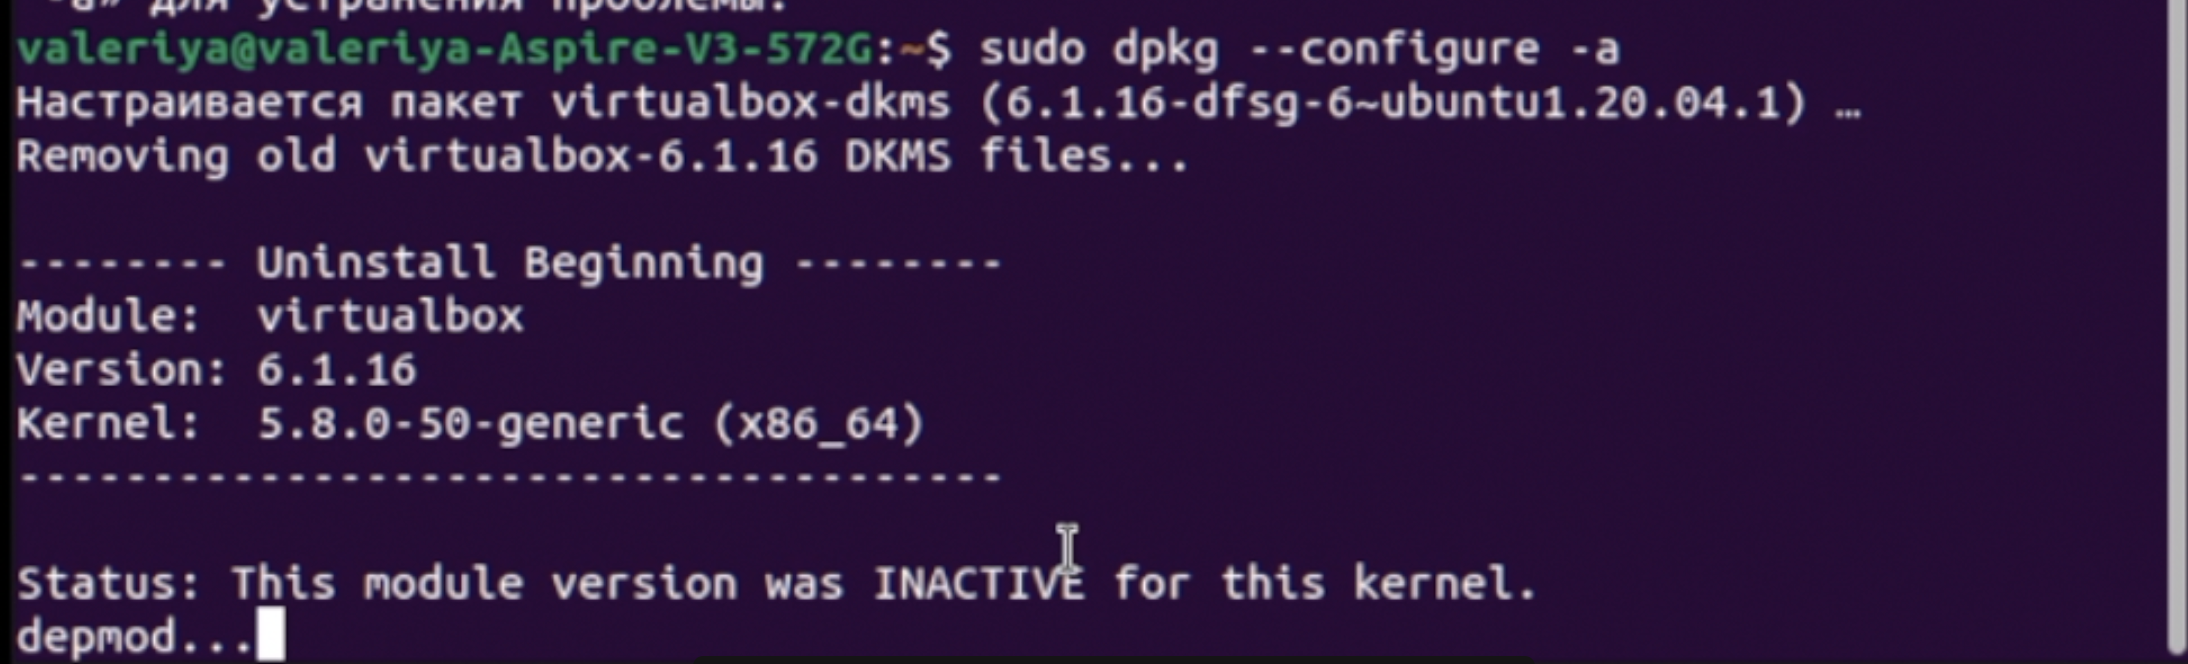 -a» для устранения проблемы.
valeriya@valeriya-Aspire-V3-572G:~$ sudo dpkg --configure -a
Настраивается пакет virtualbox-dkms (6.1.16-dfsg-6~ubuntu1.20.04.1) …
Removing old virtualbox-6.1.16 DKMS files...
-------- Uninstall Beginning --------
Module:  virtualbox
Version: 6.1.16
Kernel:  5.8.0-50-generic (x86_64)
-------------------------------------
Status: This module version was INACTIVE for this kernel.
depmod...